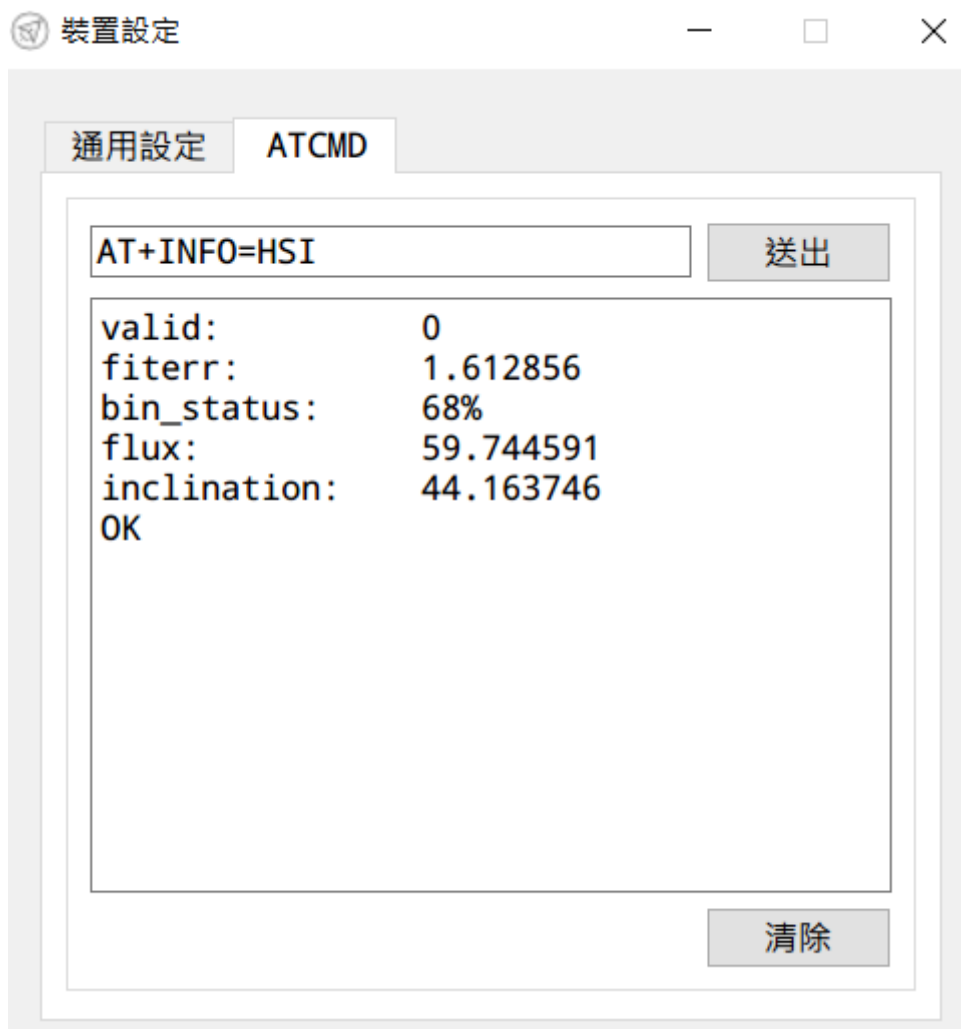 裝置設定
通用設定 ATCMD
AT+INFO=HSI 送出
valid: 0
fiterr: 1.612856
bin_status: 68%
flux: 59.744591
inclination: 44.163746
OK
清除